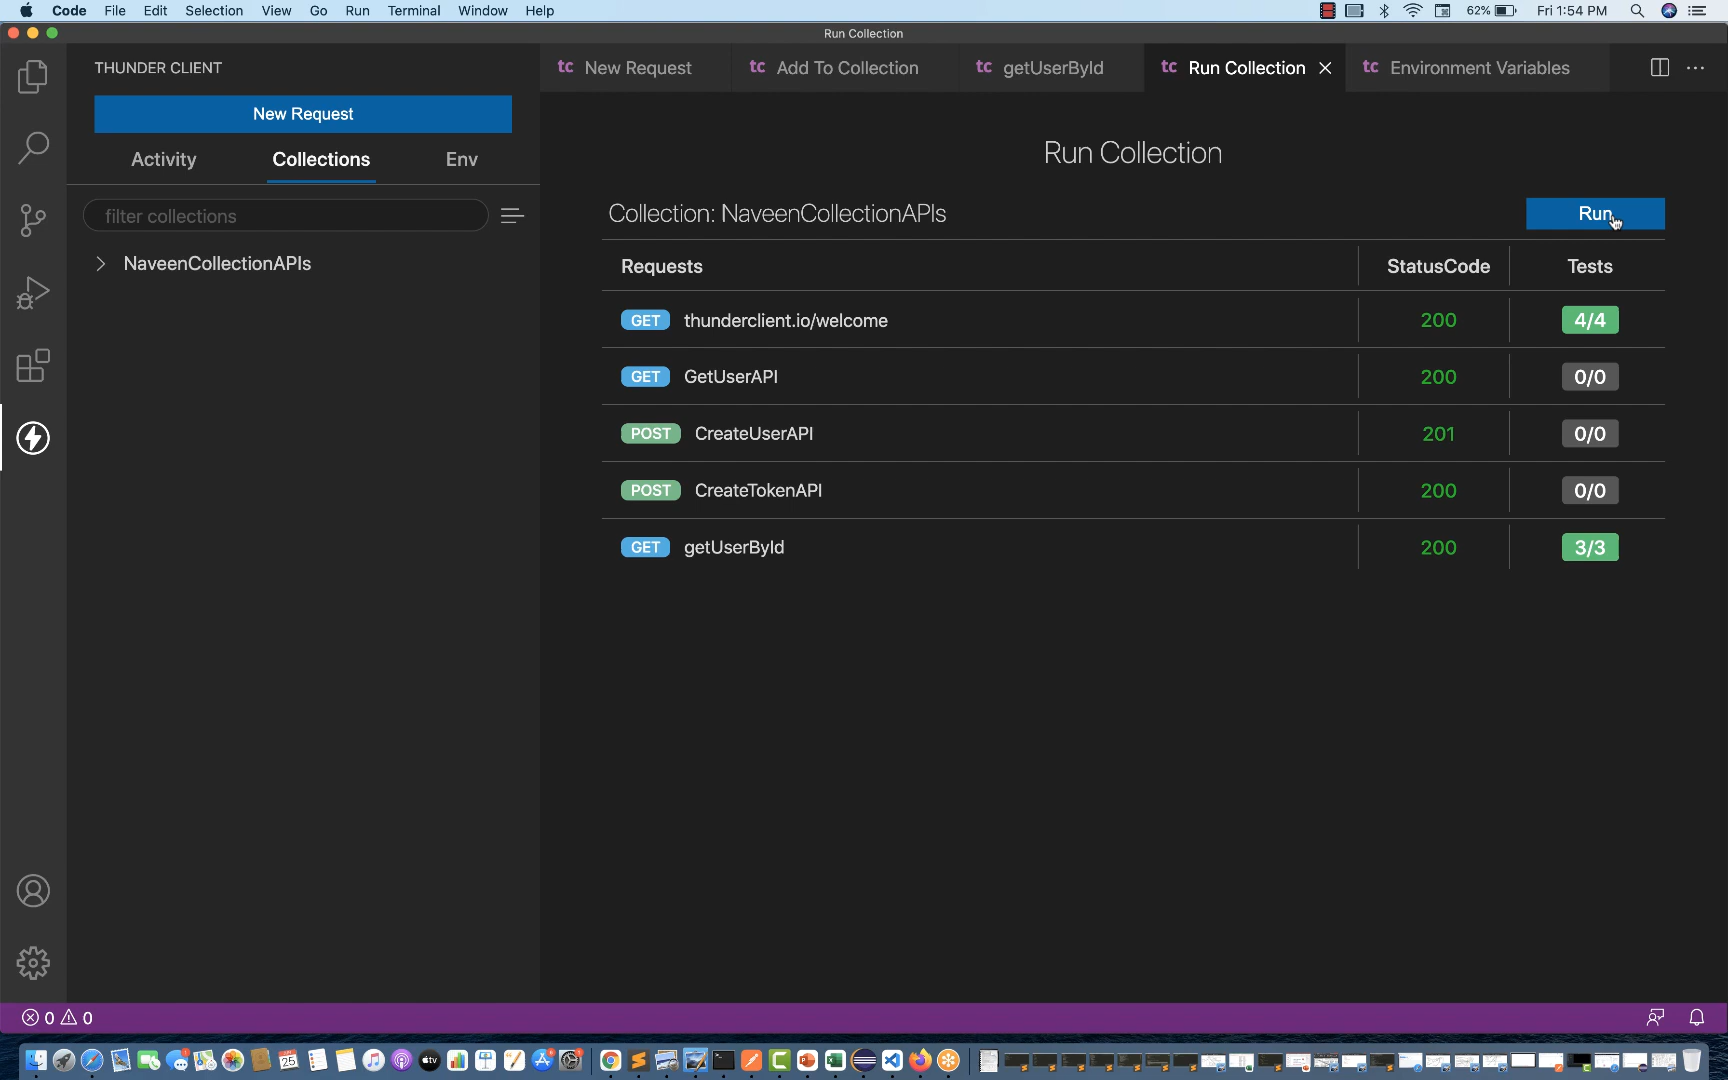 Code File Edit Selection View Go Run Terminal Window Help 62% Fri 1:54 PM
Run Collection
THUNDER CLIENT
tc New Request tc Add To Collection tc getUserById tc Run Collection tc Environment Variables
New Request
Activity Collections Env
filter collections
NaveenCollectionAPIs
Run Collection
Collection: NaveenCollectionAPIs Run
Requests StatusCode Tests
GET thunderclient.io/welcome 200 4/4
GET GetUserAPI 200 0/0
POST CreateUserAPI 201 0/0
POST CreateTokenAPI 200 0/0
GET getUserById 200 3/3
0 0
25 tv